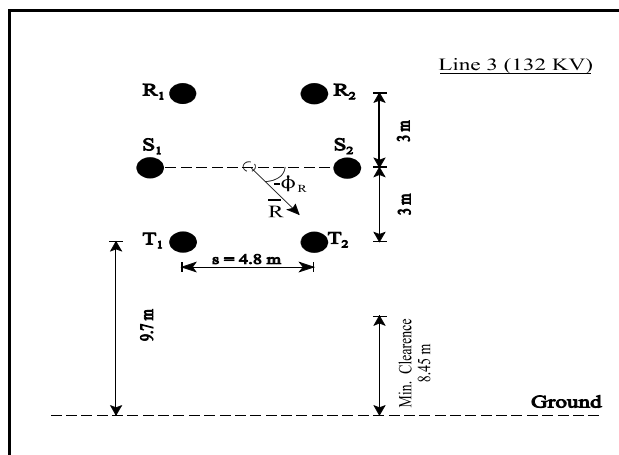 Line 3 (132 KV)
R₁
R₂
3 m
S₁
S₂
-ϕ R
R̅
3 m
T₁
T₂
s = 4.8 m
9.7 m
Min. Clearence
8.45 m
Ground